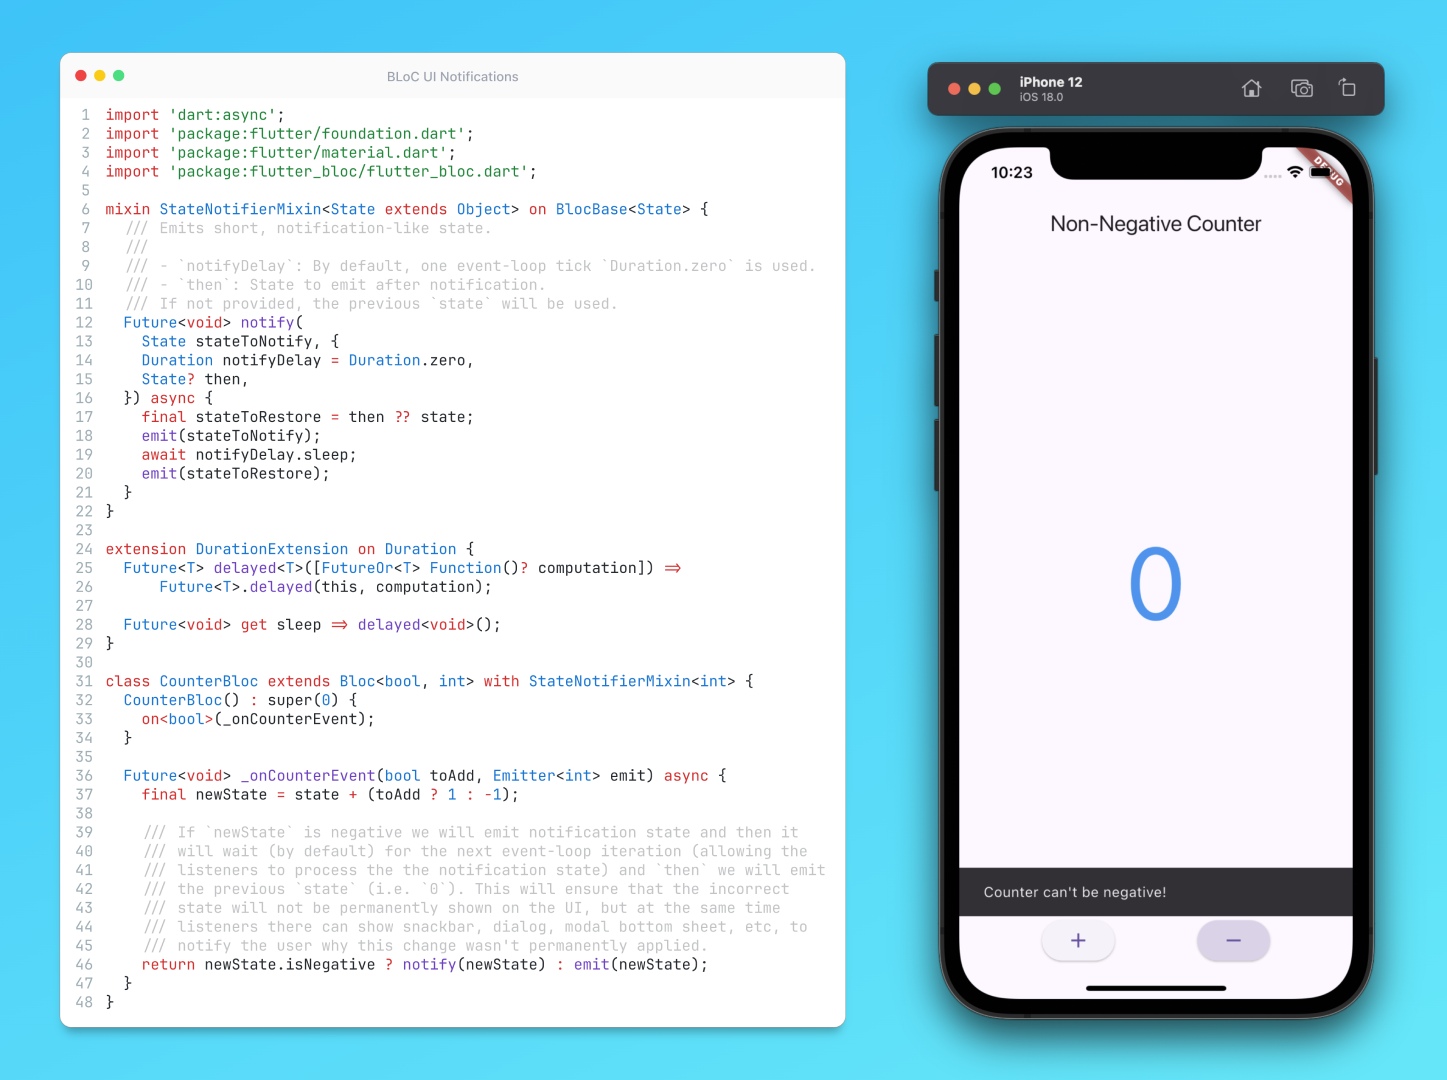 BLoC UI Notifications
1 import 'dart:async';
2 import 'package:flutter/foundation.dart';
3 import 'package:flutter/material.dart';
4 import 'package:flutter_bloc/flutter_bloc.dart';
5
6 mixin StateNotifierMixin<State extends Object> on BlocBase<State> {
7   /// Emits short, notification-like state.
8   ///
9   /// - `notifyDelay`: By default, one event-loop tick `Duration.zero` is used.
10   /// - `then`: State to emit after notification.
11   /// If not provided, the previous `state` will be used.
12   Future<void> notify(
13     State stateToNotify, {
14     Duration notifyDelay = Duration.zero,
15     State? then,
16   }) async {
17     final stateToRestore = then ?? state;
18     emit(stateToNotify);
19     await notifyDelay.sleep;
20     emit(stateToRestore);
21   }
22 }
23
24 extension DurationExtension on Duration {
25   Future<T> delayed<T>([FutureOr<T> Function()? computation]) =>
26       Future<T>.delayed(this, computation);
27
28   Future<void> get sleep => delayed<void>();
29 }
30
31 class CounterBloc extends Bloc<bool, int> with StateNotifierMixin<int> {
32   CounterBloc() : super(0) {
33     on<bool>(_onCounterEvent);
34   }
35
36   Future<void> _onCounterEvent(bool toAdd, Emitter<int> emit) async {
37     final newState = state + (toAdd ? 1 : -1);
38
39     /// If `newState` is negative we will emit notification state and then it
40     /// will wait (by default) for the next event-loop iteration (allowing the
41     /// listeners to process the the notification state) and `then` we will emit
42     /// the previous `state` (i.e. `0`). This will ensure that the incorrect
43     /// state will not be permanently shown on the UI, but at the same time
44     /// listeners there can show snackbar, dialog, modal bottom sheet, etc, to
45     /// notify the user why this change wasn't permanently applied.
46     return newState.isNegative ? notify(newState) : emit(newState);
47   }
48 }
iPhone 12
iOS 18.0
10:23
DEBUG
Non-Negative Counter
0
Counter can't be negative!
+ −